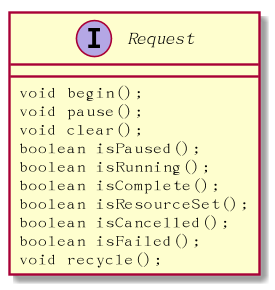 I Request
void begin();
void pause();
void clear();
boolean isPaused();
boolean isRunning();
boolean isComplete();
boolean isResourceSet();
boolean isCancelled();
boolean isFailed();
void recycle();